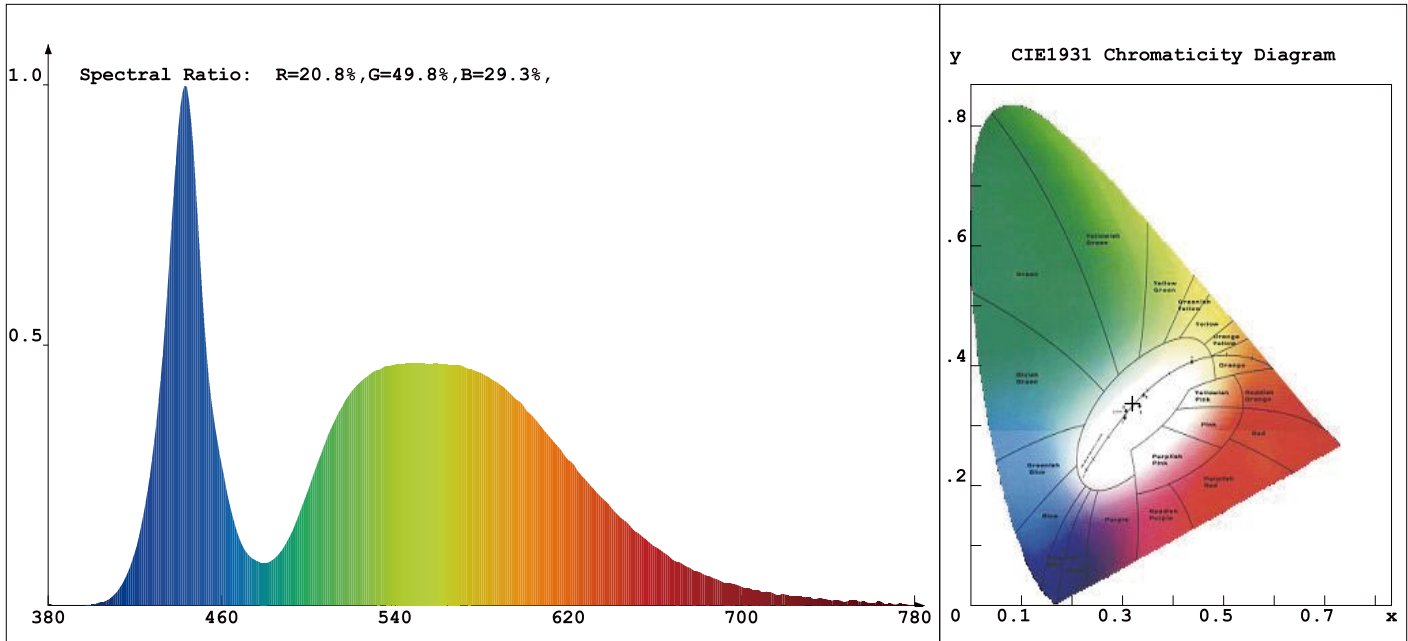 Spectral Ratio: R=20.8%,G=49.8%,B=29.3%,
1.0
0.5
380 460 540 620 700 780
y CIE1931 Chromaticity Diagram
.8
.6
.4
.2
0 0.1 0.3 0.5 0.7 x
Yellowish
Green
Green
Yellow
Green
Greenish
Yellow
Yellow
Orange
Yellow
Orange
Reddish
Orange
Yellowish
Pink
Pink
Red
Purplish
Pink
Purplish
Red
Reddish
Purple
Purple
Greenish
Blue
Blue